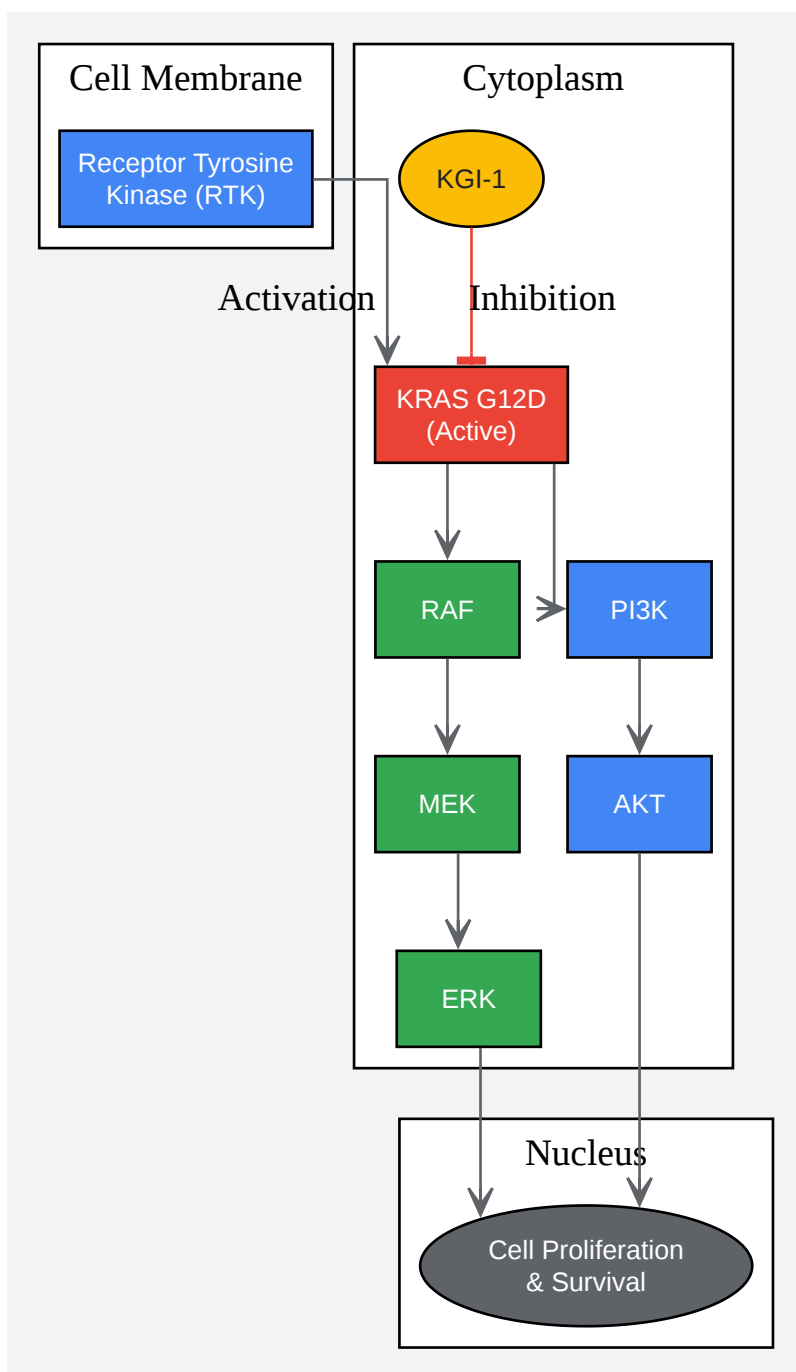 Cell Membrane
Cytoplasm
Receptor Tyrosine
Kinase (RTK)
KGI-1
Activation
Inhibition
KRAS G12D
(Active)
RAF
PI3K
MEK
AKT
ERK
Nucleus
Cell Proliferation
& Survival